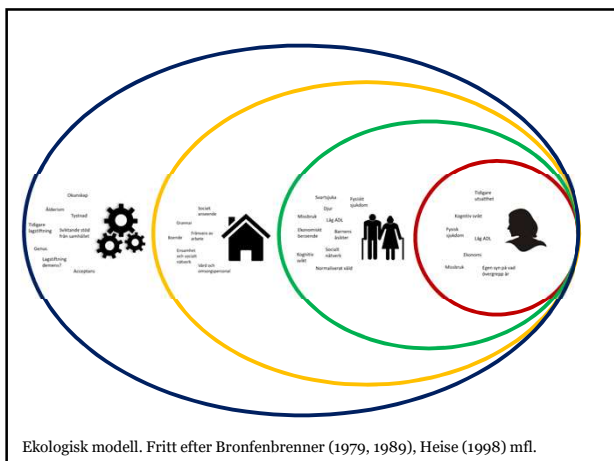 Okunskap
Ålderism
Tystnad
Tidigare
lagstiftning
Sviktande stöd
från samhället
Genus
Lagstiftning
demens?
Acceptans
Socialt
anseende
Grannar
Frånvaro av
arbete
Boende
Ensamhet
och socialt
nätverk
Vård och
omsorgspersonal
Svartsjuka
Fysiskt
sjukdom
Djur
Missbruk
Låg ADL
Ekonomiskt
beroende
Barnens
åsikter
Kognitiv
svikt
Socialt
nätverk
Normaliserat våld
Tidigare
utsatthet
Kognitiv svikt
Fysisk
sjukdom
Låg ADL
Ekonomi
Missbruk
Egen syn på vad
övergrepp är
Ekologisk modell. Fritt efter Bronfenbrenner (1979, 1989), Heise (1998) mfl.